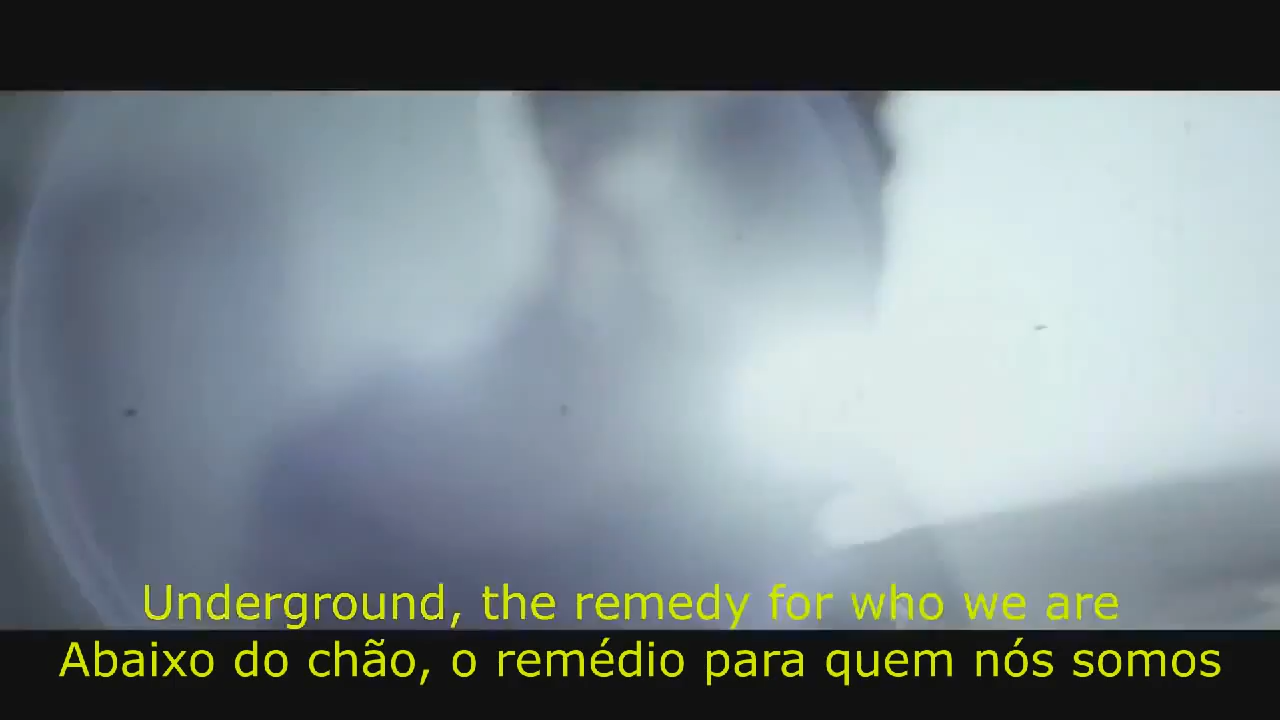 Underground, the remedy for who we are
Abaixo do chão, o remédio para quem nós somos